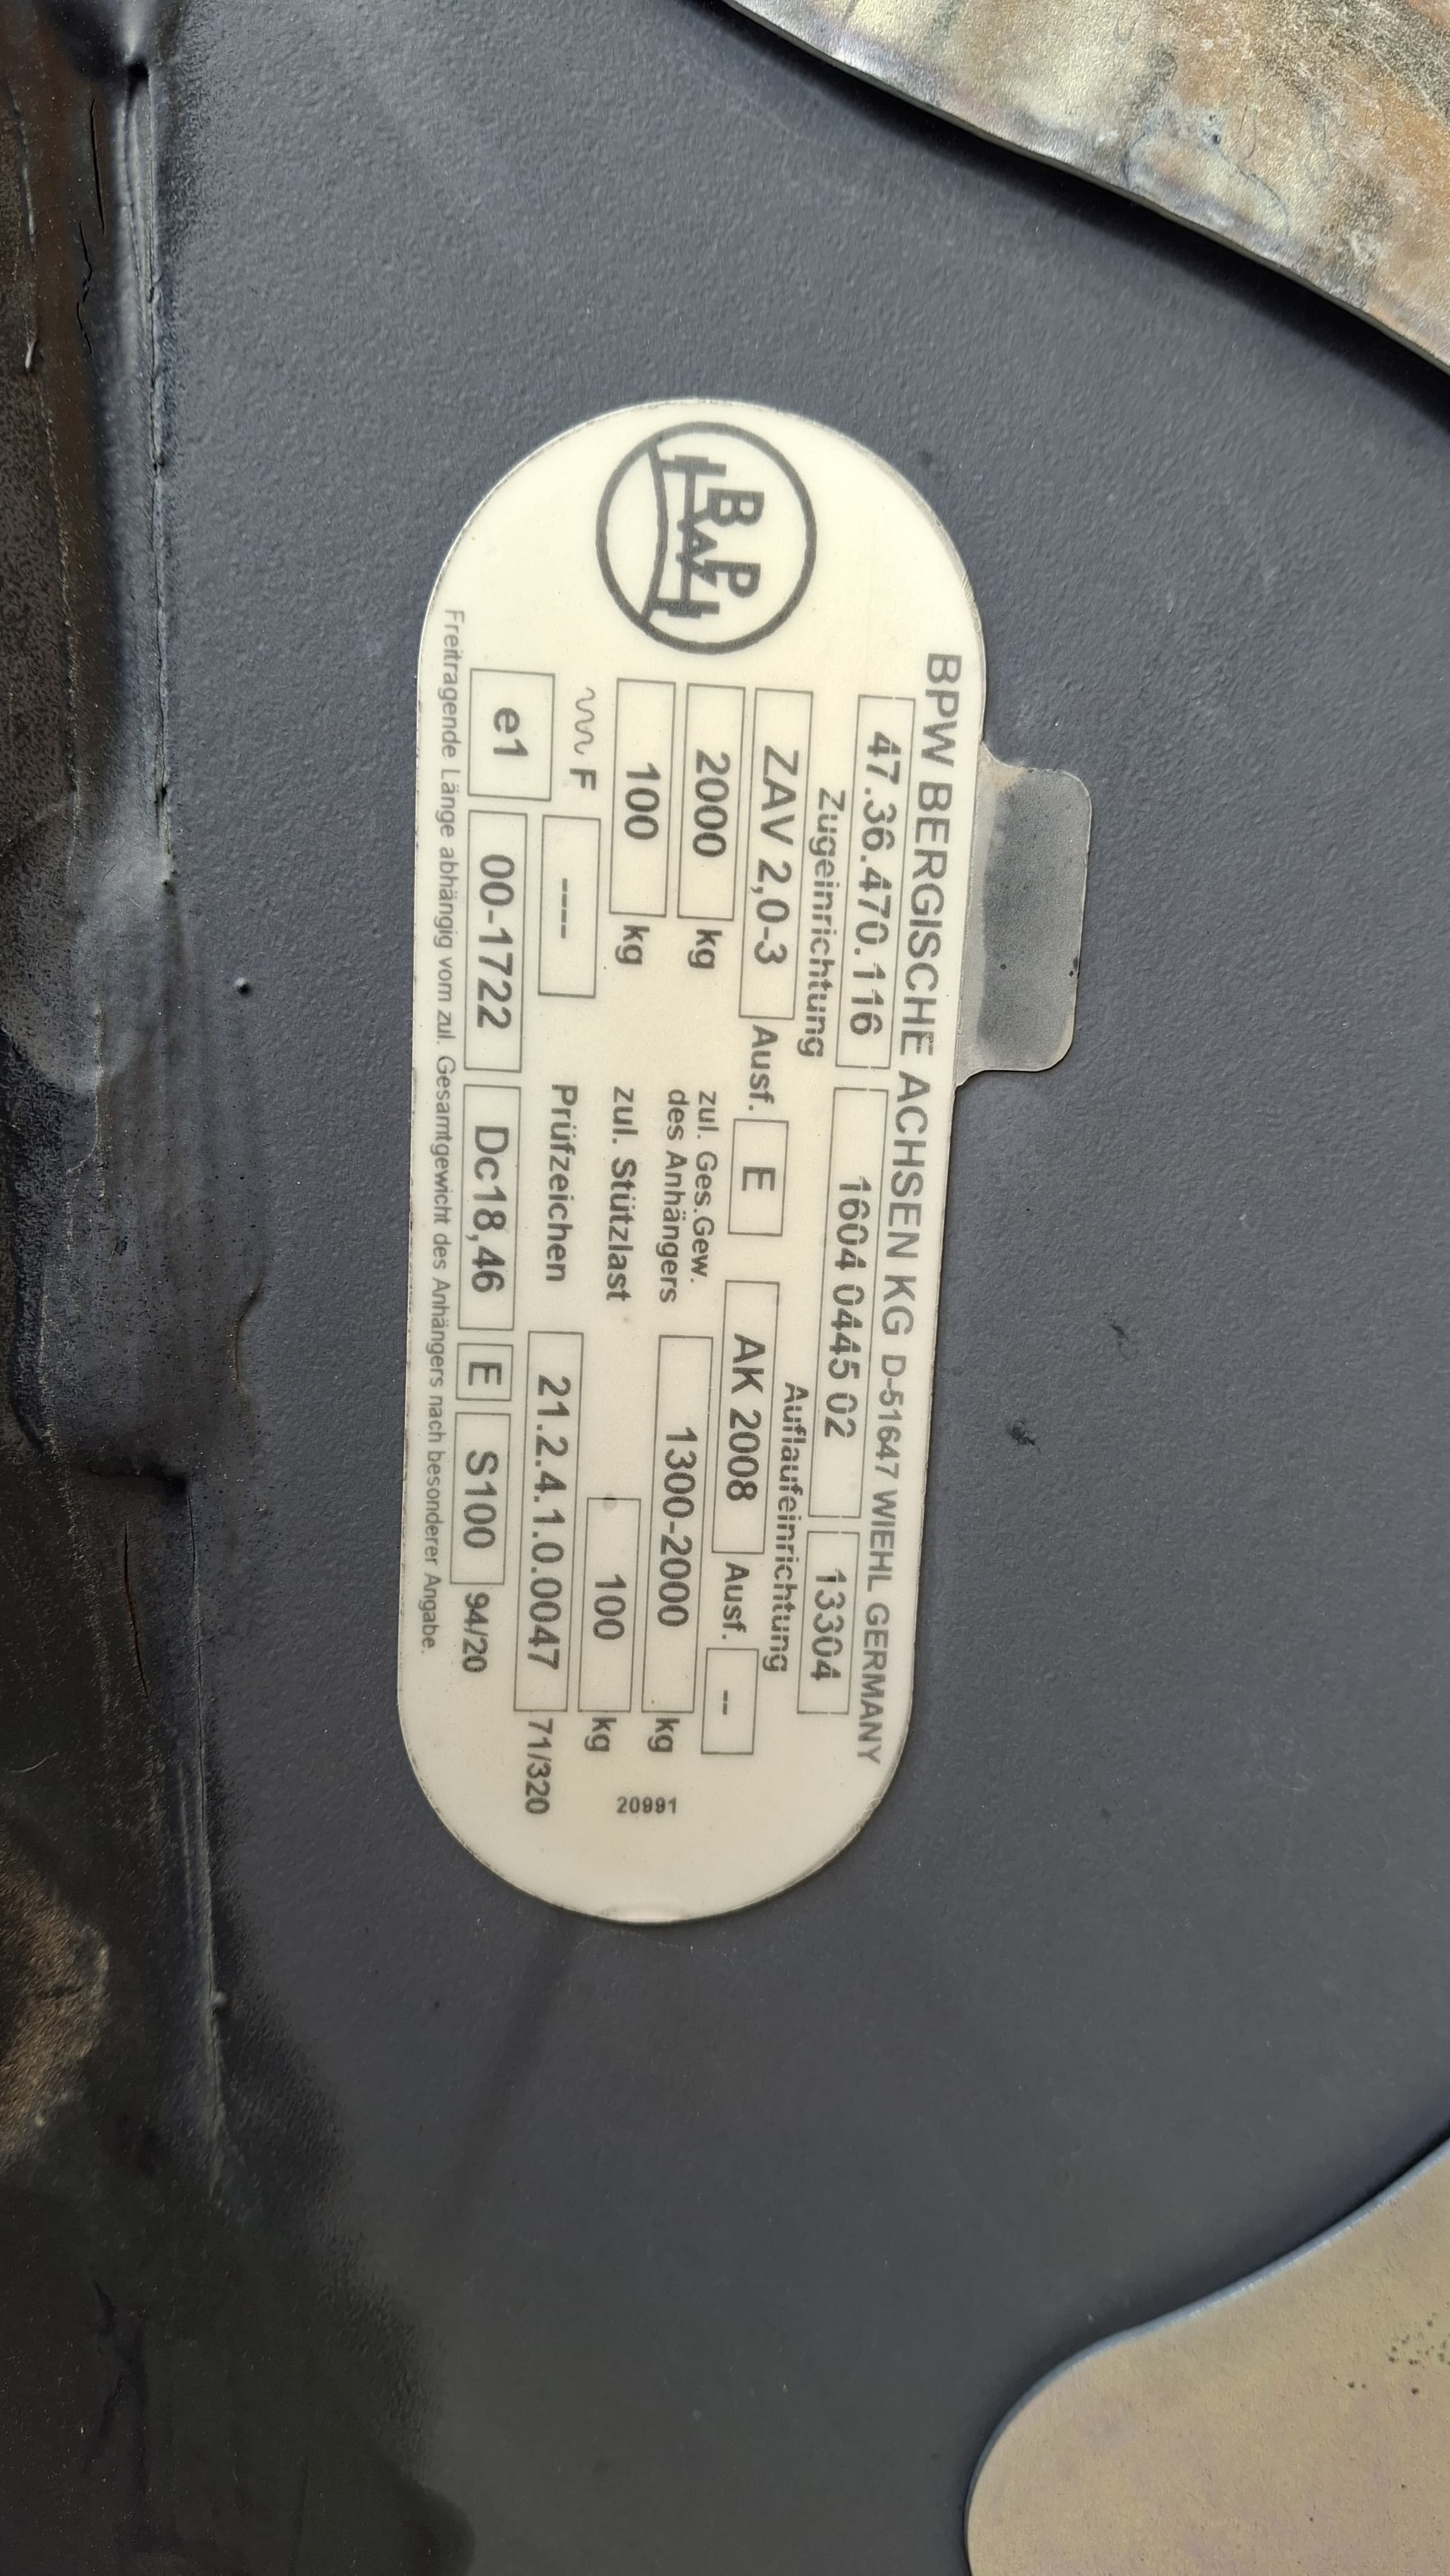 BPW BERGISCHE ACHSEN KG D-51647 WIEHL GERMANY
47.36.470.116 1604 0445 02 13304
Zugeinrichtung Auflaufeinrichtung
ZAV 2,0-3 Ausf. E AK 2008 Ausf. --
2000 kg zul. Ges.Gew. des Anhängers 1300-2000 kg
100 kg zul. Stützlast 100 kg
20991
F ---- Prüfzeichen 21.2.4.1.0.0047 71/320
e1 00-1722 Dc18,46 E S100 94/20
Freitragende Länge abhängig vom zul. Gesamtgewicht des Anhängers nach besonderer Angabe.
BPW